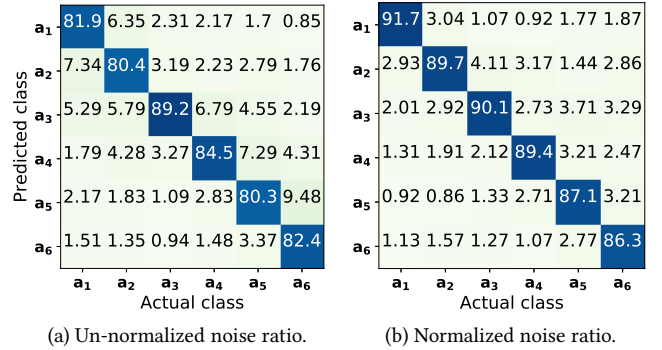 Predicted class
a1 81.9 6.35 2.31 2.17 1.7 0.85
a2 7.34 80.4 3.19 2.23 2.79 1.76
a3 5.29 5.79 89.2 6.79 4.55 2.19
a4 1.79 4.28 3.27 84.5 7.29 4.31
a5 2.17 1.83 1.09 2.83 80.3 9.48
a6 1.51 1.35 0.94 1.48 3.37 82.4
a1 a2 a3 a4 a5 a6
Actual class
(a) Un-normalized noise ratio.
a1 91.7 3.04 1.07 0.92 1.77 1.87
a2 2.93 89.7 4.11 3.17 1.44 2.86
a3 2.01 2.92 90.1 2.73 3.71 3.29
a4 1.31 1.91 2.12 89.4 3.21 2.47
a5 0.92 0.86 1.33 2.71 87.1 3.21
a6 1.13 1.57 1.27 1.07 2.77 86.3
a1 a2 a3 a4 a5 a6
Actual class
(b) Normalized noise ratio.